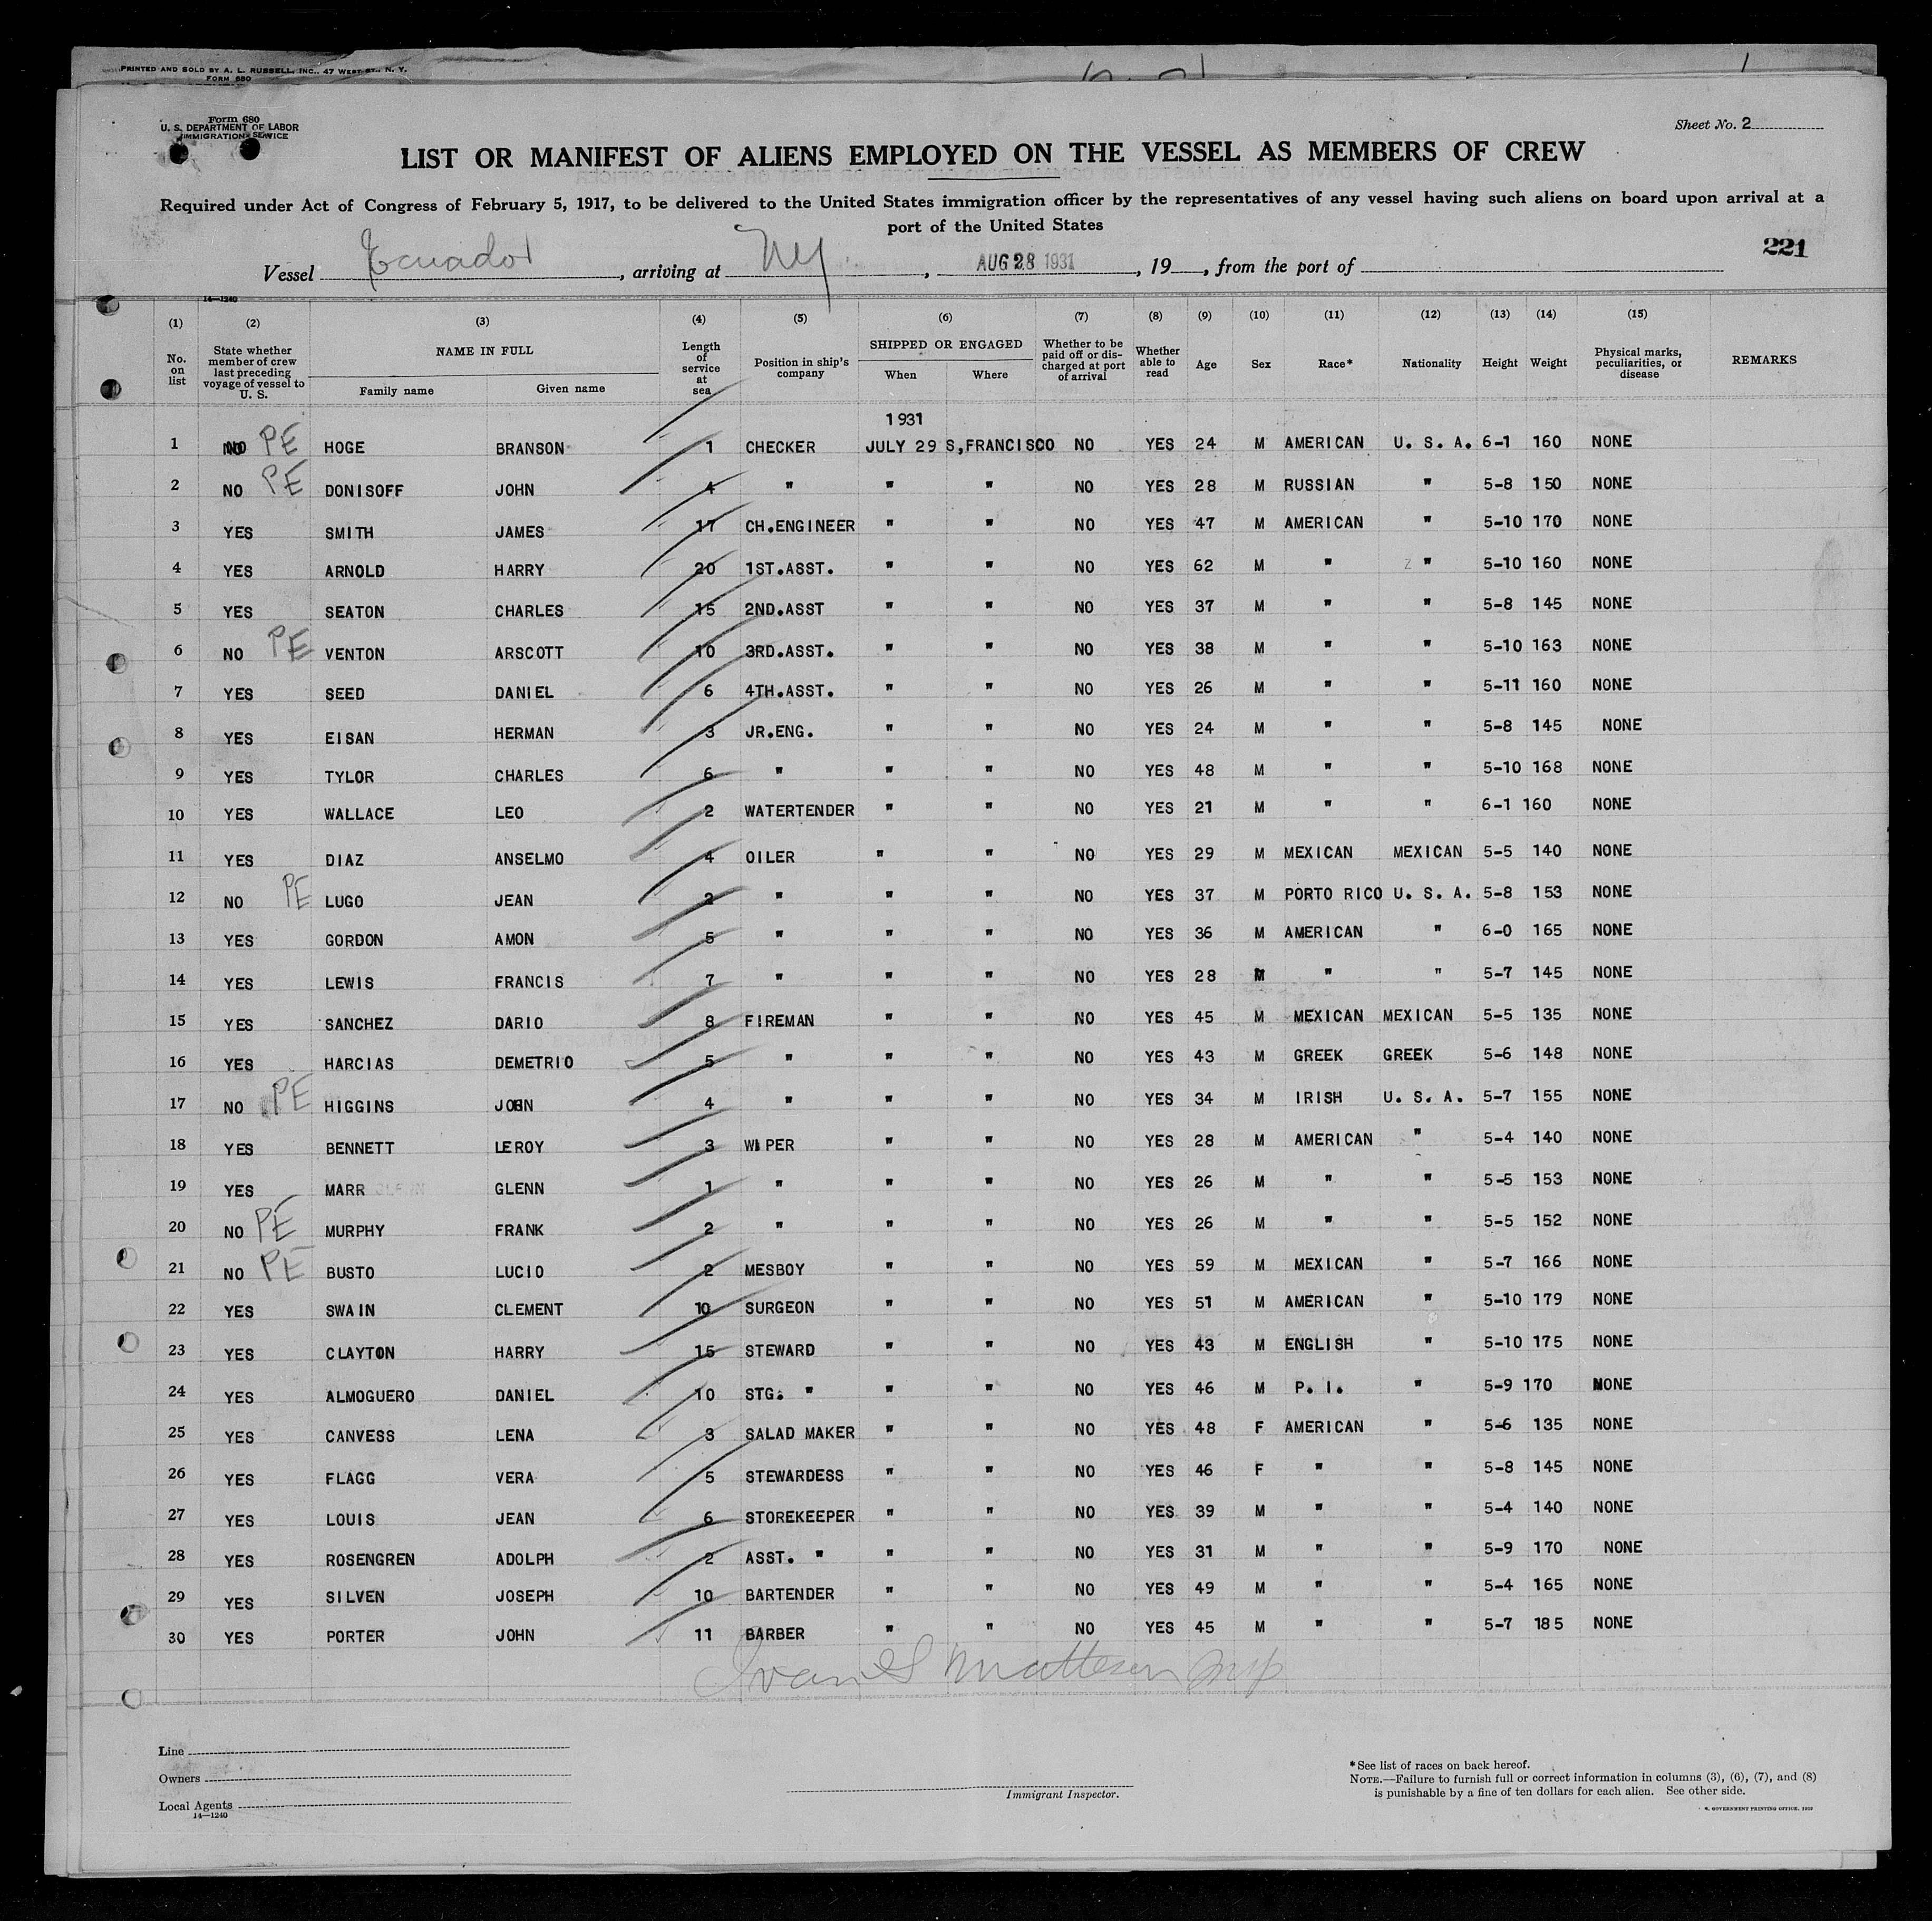 PRINTED AND SOLD BY A. L. RUSSELL, INC., 47 WEST ST., N. Y.
FORM 680
Form 680
U. S. DEPARTMENT OF LABOR
IMMIGRATION SERVICE
Sheet No. 2
LIST OR MANIFEST OF ALIENS EMPLOYED ON THE VESSEL AS MEMBERS OF CREW
Required under Act of Congress of February 5, 1917, to be delivered to the United States immigration officer by the representatives of any vessel having such aliens on board upon arrival at a
port of the United States
221
Vessel Ecuador, arriving at NY, AUG 28 1931, 19, from the port of
14—1240
(1) (2) (3) (4) (5) (6) (7) (8) (9) (10) (11) (12) (13) (14) (15)
No. on list State whether member of crew last preceding voyage of vessel to U. S. NAME IN FULL Family name Given name Length of service at sea Position in ship's company SHIPPED OR ENGAGED When Where Whether to be paid off or discharged at port of arrival Whether able to read Age Sex Race* Nationality Height Weight Physical marks, peculiarities, or disease REMARKS
1931
1 NO PE HOGE BRANSON 1 CHECKER JULY 29 S,FRANCISCO NO YES 24 M AMERICAN U. S. A. 6-1 160 NONE
2 NO PE DONISOFF JOHN 4 " " " NO YES 28 M RUSSIAN " 5-8 150 NONE
3 YES SMITH JAMES 17 CH.ENGINEER " " NO YES 47 M AMERICAN " 5-10 170 NONE
4 YES ARNOLD HARRY 20 1ST.ASST. " " NO YES 62 M " " 5-10 160 NONE
5 YES SEATON CHARLES 15 2ND.ASST " " NO YES 37 M " " 5-8 145 NONE
6 NO PE VENTON ARSCOTT 10 3RD.ASST. " " NO YES 38 M " " 5-10 163 NONE
7 YES SEED DANIEL 6 4TH.ASST. " " NO YES 26 M " " 5-11 160 NONE
8 YES EISAN HERMAN 3 JR.ENG. " " NO YES 24 M " " 5-8 145 NONE
9 YES TYLOR CHARLES 6 " " " NO YES 48 M " " 5-10 168 NONE
10 YES WALLACE LEO 2 WATERTENDER " " NO YES 21 M " " 6-1 160 NONE
11 YES DIAZ ANSELMO 4 OILER " " NO YES 29 M MEXICAN MEXICAN 5-5 140 NONE
12 NO PE LUGO JEAN 2 " " " NO YES 37 M PORTO RICO U. S. A. 5-8 153 NONE
13 YES GORDON AMON 5 " " " NO YES 36 M AMERICAN " 6-0 165 NONE
14 YES LEWIS FRANCIS 7 " " " NO YES 28 M " " 5-7 145 NONE
15 YES SANCHEZ DARIO 8 FIREMAN " " NO YES 45 M MEXICAN MEXICAN 5-5 135 NONE
16 YES HARCIAS DEMETRIO 5 " " " NO YES 43 M GREEK GREEK 5-6 148 NONE
17 NO PE HIGGINS JOHN 4 " " " NO YES 34 M IRISH U. S. A. 5-7 155 NONE
18 YES BENNETT LEROY 3 WIPER " " NO YES 28 M AMERICAN " 5-4 140 NONE
19 YES MARR GLENN 1 " " " NO YES 26 M " " 5-5 153 NONE
20 NO PE MURPHY FRANK 2 " " " NO YES 26 M " " 5-5 152 NONE
21 NO PE BUSTO LUCIO 2 MESBOY " " NO YES 59 M MEXICAN " 5-7 166 NONE
22 YES SWAIN CLEMENT 10 SURGEON " " NO YES 51 M AMERICAN " 5-10 179 NONE
23 YES CLAYTON HARRY 15 STEWARD " " NO YES 43 M ENGLISH " 5-10 175 NONE
24 YES ALMOGUERO DANIEL 10 STG. " " " NO YES 46 M P. I. " 5-9 170 NONE
25 YES CANVESS LENA 3 SALAD MAKER " " NO YES 48 F AMERICAN " 5-6 135 NONE
26 YES FLAGG VERA 5 STEWARDESS " " NO YES 46 F " " 5-8 145 NONE
27 YES LOUIS JEAN 6 STOREKEEPER " " NO YES 39 M " " 5-4 140 NONE
28 YES ROSENGREN ADOLPH 2 ASST. " " " NO YES 31 M " " 5-9 170 NONE
29 YES SILVEN JOSEPH 10 BARTENDER " " NO YES 49 M " " 5-4 165 NONE
30 YES PORTER JOHN 11 BARBER " " NO YES 45 M " " 5-7 185 NONE
Line
Owners
Local Agents
14—1240
Immigrant Inspector.
*See list of races on back hereof.
NOTE.—Failure to furnish full or correct information in columns (3), (6), (7), and (8)
is punishable by a fine of ten dollars for each alien. See other side.